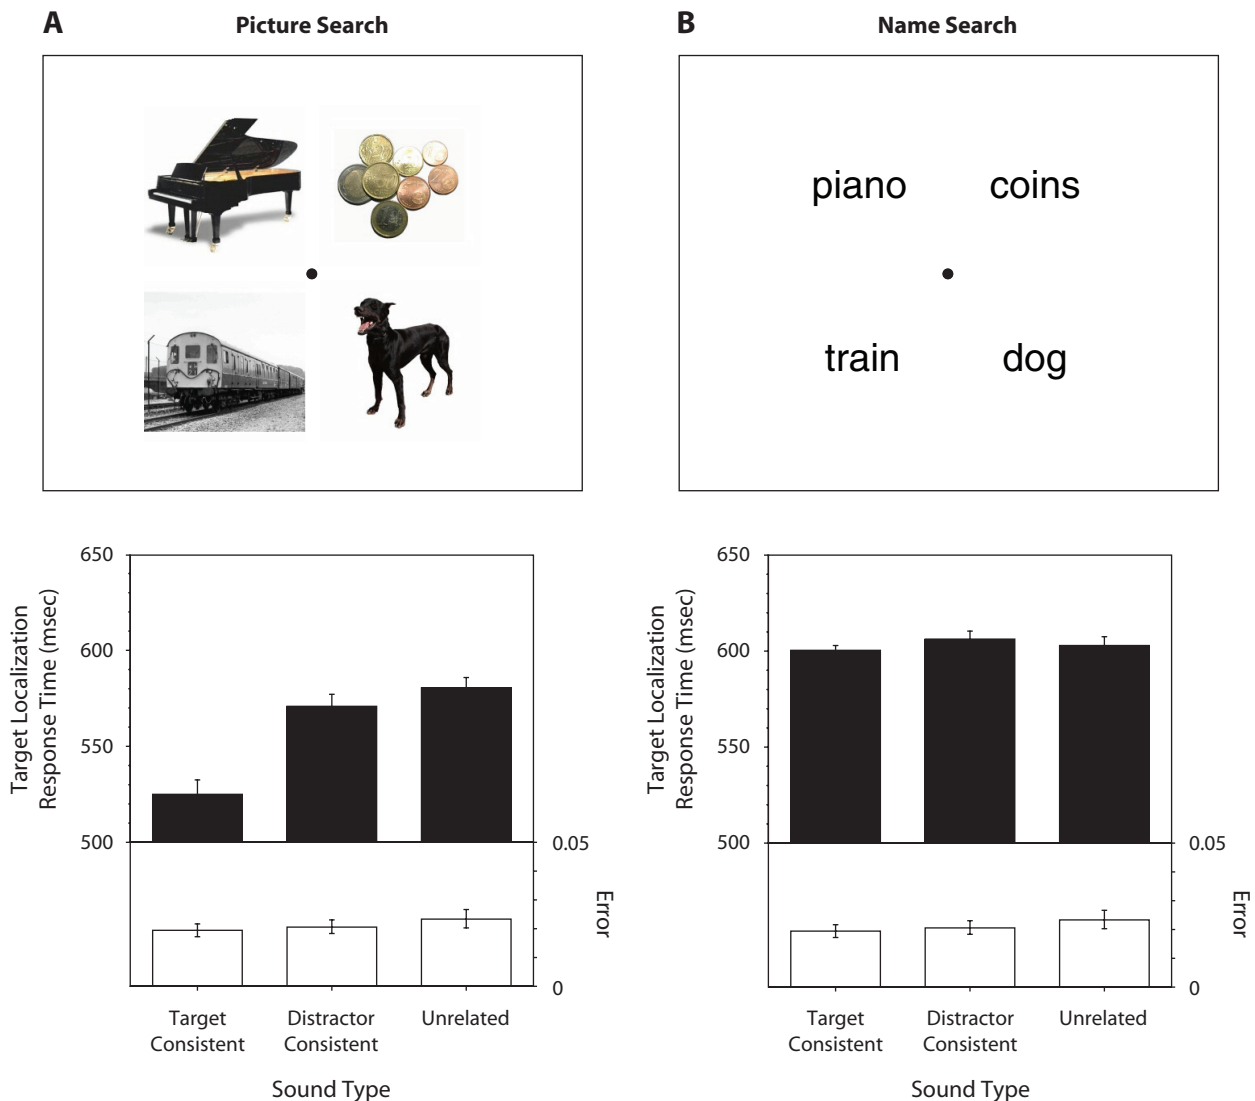 A Picture Search
piano coins
train dog
B Name Search
650
600
550
500
Target Localization
Response Time (msec)
0.05
0
Error
Target
Consistent
Distractor
Consistent
Unrelated
Sound Type
650
600
550
500
Target Localization
Response Time (msec)
0.05
0
Error
Target
Consistent
Distractor
Consistent
Unrelated
Sound Type